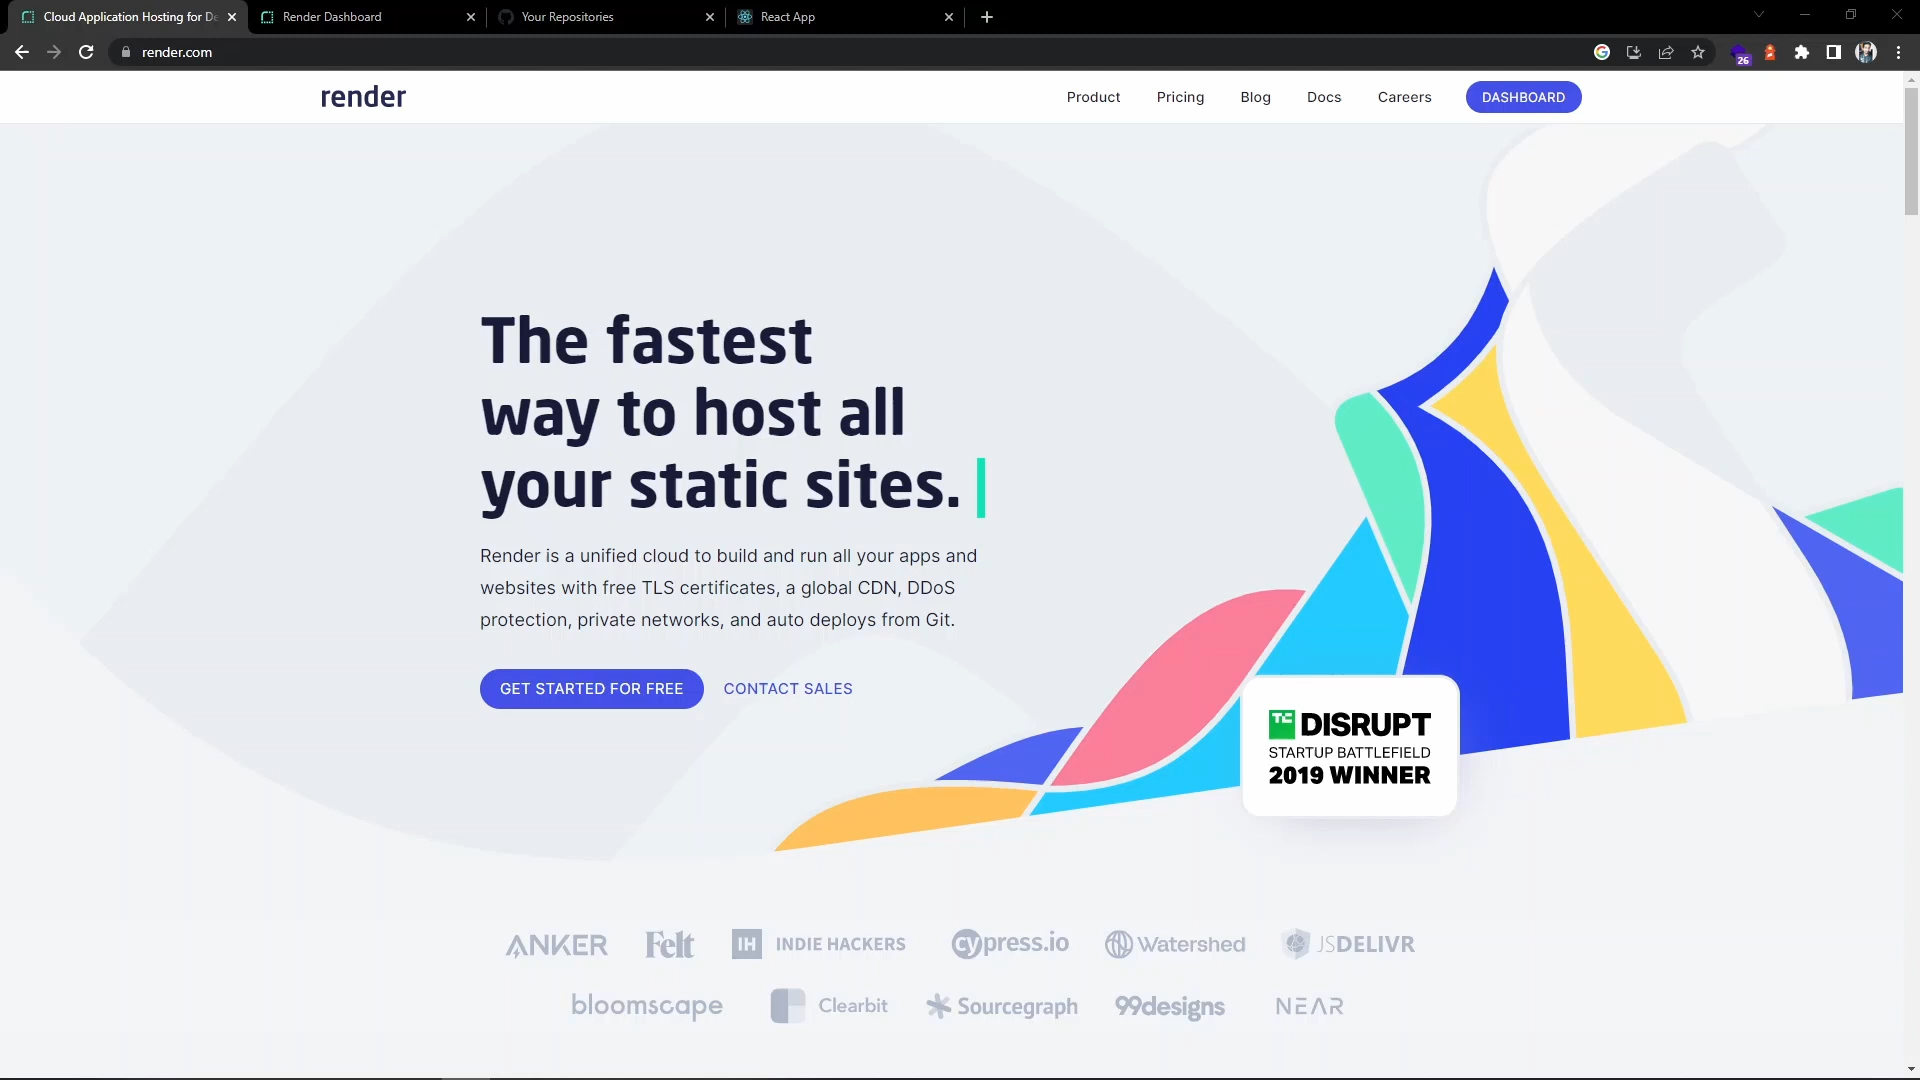 Cloud Application Hosting for De
Render Dashboard
Your Repositories
React App
render.com
26
render
Product
Pricing
Blog
Docs
Careers
DASHBOARD
The fastest
way to host all
your static sites.
Render is a unified cloud to build and run all your apps and
websites with free TLS certificates, a global CDN, DDoS
protection, private networks, and auto deploys from Git.
GET STARTED FOR FREE
CONTACT SALES
TC DISRUPT
STARTUP BATTLEFIELD
2019 WINNER
ANKER
Felt
IH INDIE HACKERS
cypress.io
Watershed
JSDELIVR
bloomscape
Clearbit
Sourcegraph
99designs
NEAR